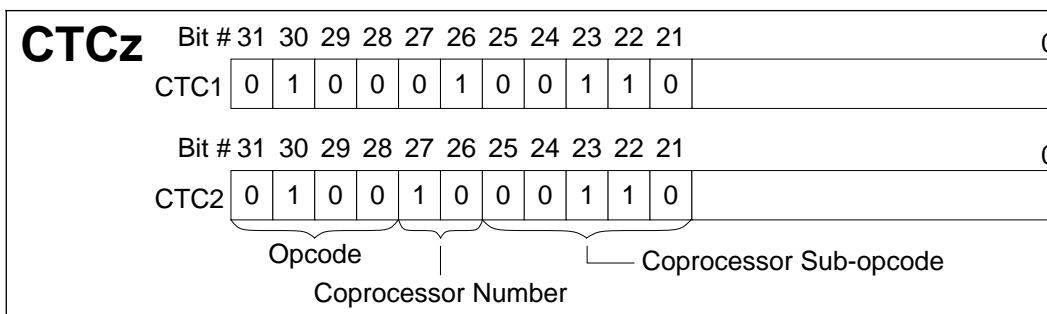 CTCz Bit # 31 30 29 28 27 26 25 24 23 22 21 0
CTC1 0 1 0 0 0 1 0 0 1 1 0
Bit # 31 30 29 28 27 26 25 24 23 22 21 0
CTC2 0 1 0 0 1 0 0 0 1 1 0
Opcode Coprocessor Sub-opcode
Coprocessor Number